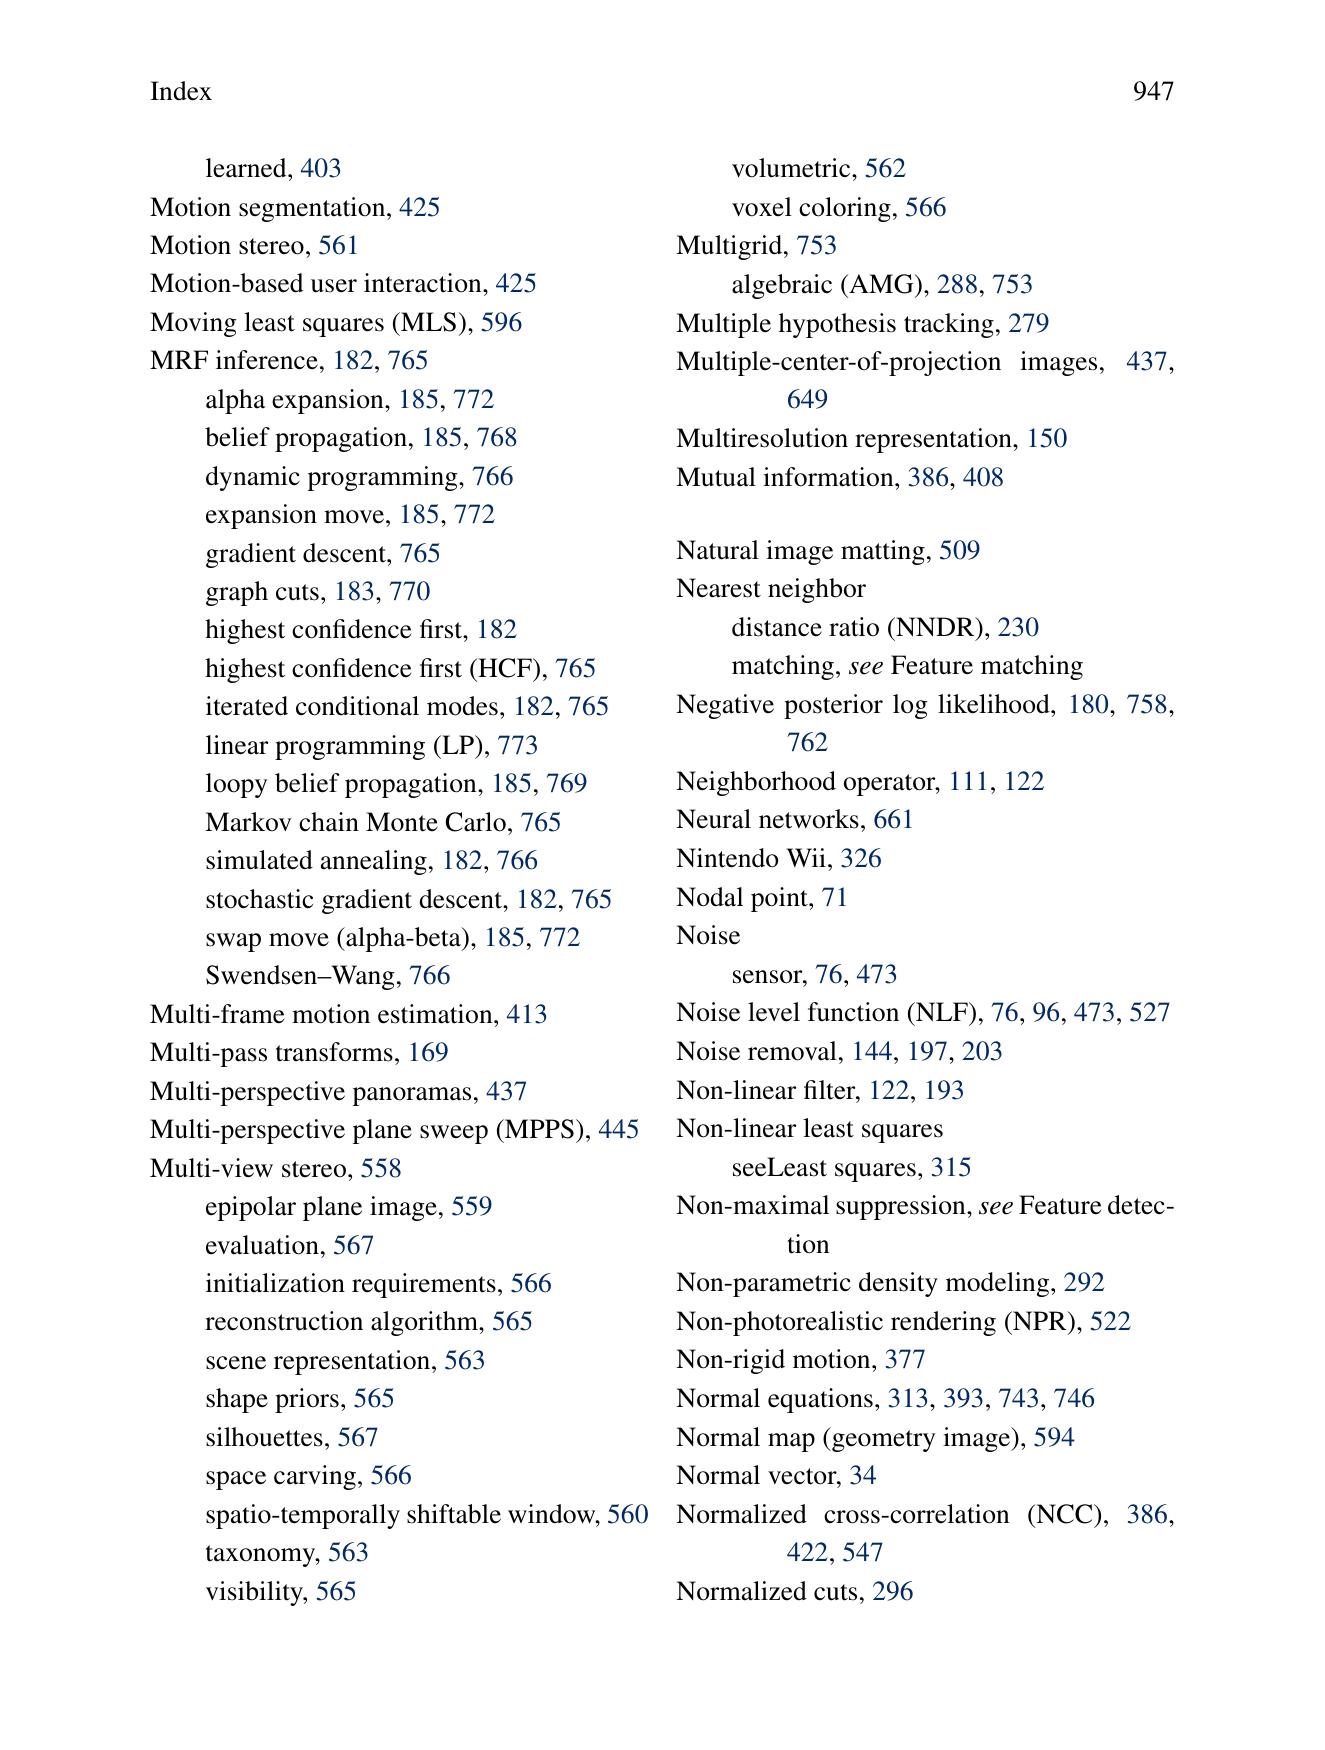 Index 947
learned, 403
Motion segmentation, 425
Motion stereo, 561
Motion-based user interaction, 425
Moving least squares (MLS), 596
MRF inference, 182, 765
alpha expansion, 185, 772
belief propagation, 185, 768
dynamic programming, 766
expansion move, 185, 772
gradient descent, 765
graph cuts, 183, 770
highest confidence first, 182
highest confidence first (HCF), 765
iterated conditional modes, 182, 765
linear programming (LP), 773
loopy belief propagation, 185, 769
Markov chain Monte Carlo, 765
simulated annealing, 182, 766
stochastic gradient descent, 182, 765
swap move (alpha-beta), 185, 772
Swendsen–Wang, 766
Multi-frame motion estimation, 413
Multi-pass transforms, 169
Multi-perspective panoramas, 437
Multi-perspective plane sweep (MPPS), 445
Multi-view stereo, 558
epipolar plane image, 559
evaluation, 567
initialization requirements, 566
reconstruction algorithm, 565
scene representation, 563
shape priors, 565
silhouettes, 567
space carving, 566
spatio-temporally shiftable window, 560
taxonomy, 563
visibility, 565
volumetric, 562
voxel coloring, 566
Multigrid, 753
algebraic (AMG), 288, 753
Multiple hypothesis tracking, 279
Multiple-center-of-projection images, 437,
649
Multiresolution representation, 150
Mutual information, 386, 408
Natural image matting, 509
Nearest neighbor
distance ratio (NNDR), 230
matching, see Feature matching
Negative posterior log likelihood, 180, 758,
762
Neighborhood operator, 111, 122
Neural networks, 661
Nintendo Wii, 326
Nodal point, 71
Noise
sensor, 76, 473
Noise level function (NLF), 76, 96, 473, 527
Noise removal, 144, 197, 203
Non-linear filter, 122, 193
Non-linear least squares
seeLeast squares, 315
Non-maximal suppression, see Feature detec-
tion
Non-parametric density modeling, 292
Non-photorealistic rendering (NPR), 522
Non-rigid motion, 377
Normal equations, 313, 393, 743, 746
Normal map (geometry image), 594
Normal vector, 34
Normalized cross-correlation (NCC), 386,
422, 547
Normalized cuts, 296